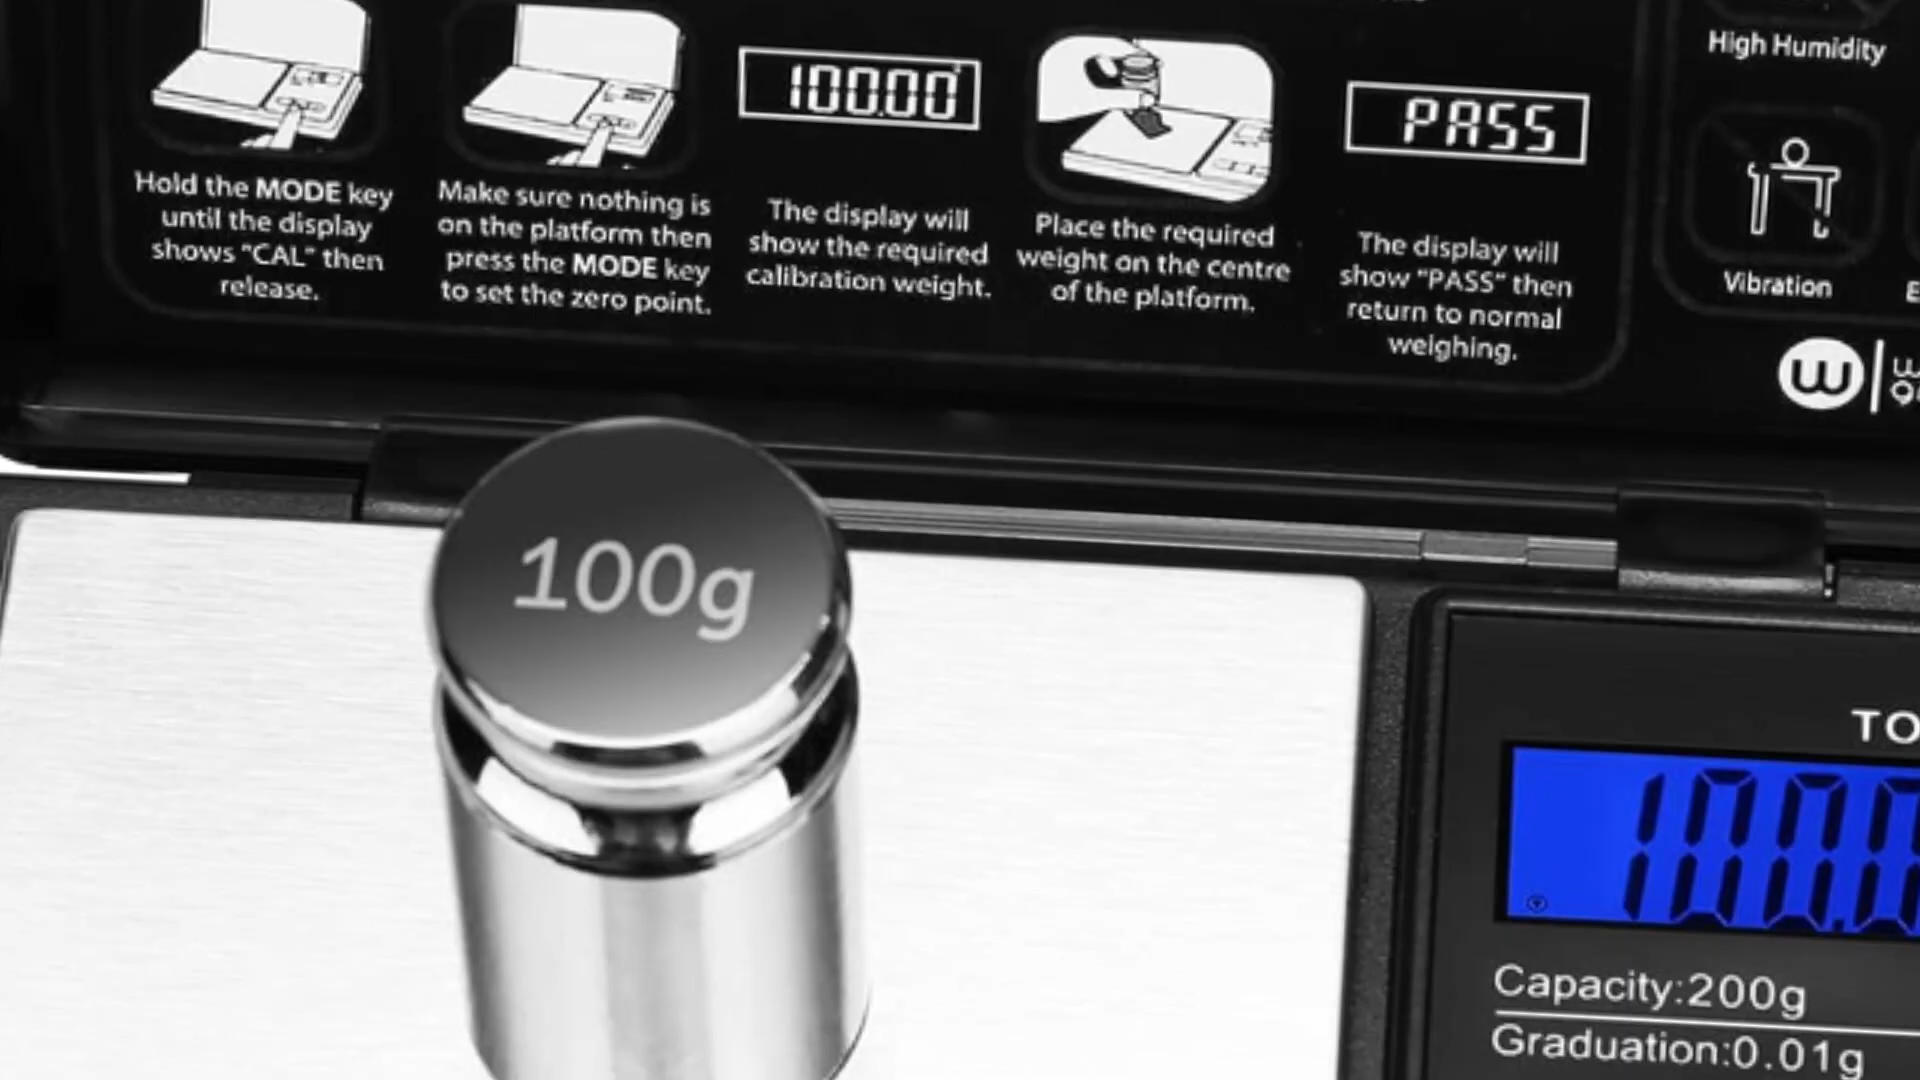 High Humidity
100.00
PASS
Hold the MODE key
until the display
shows "CAL" then
release.
Make sure nothing is
on the platform then
press the MODE key
to set the zero point.
The display will
show the required
calibration weight.
Place the required
weight on the centre
of the platform.
The display will
show "PASS" then
return to normal
weighing.
Vibration
W
100g
TO
100.0
Capacity:200g
Graduation:0.01g